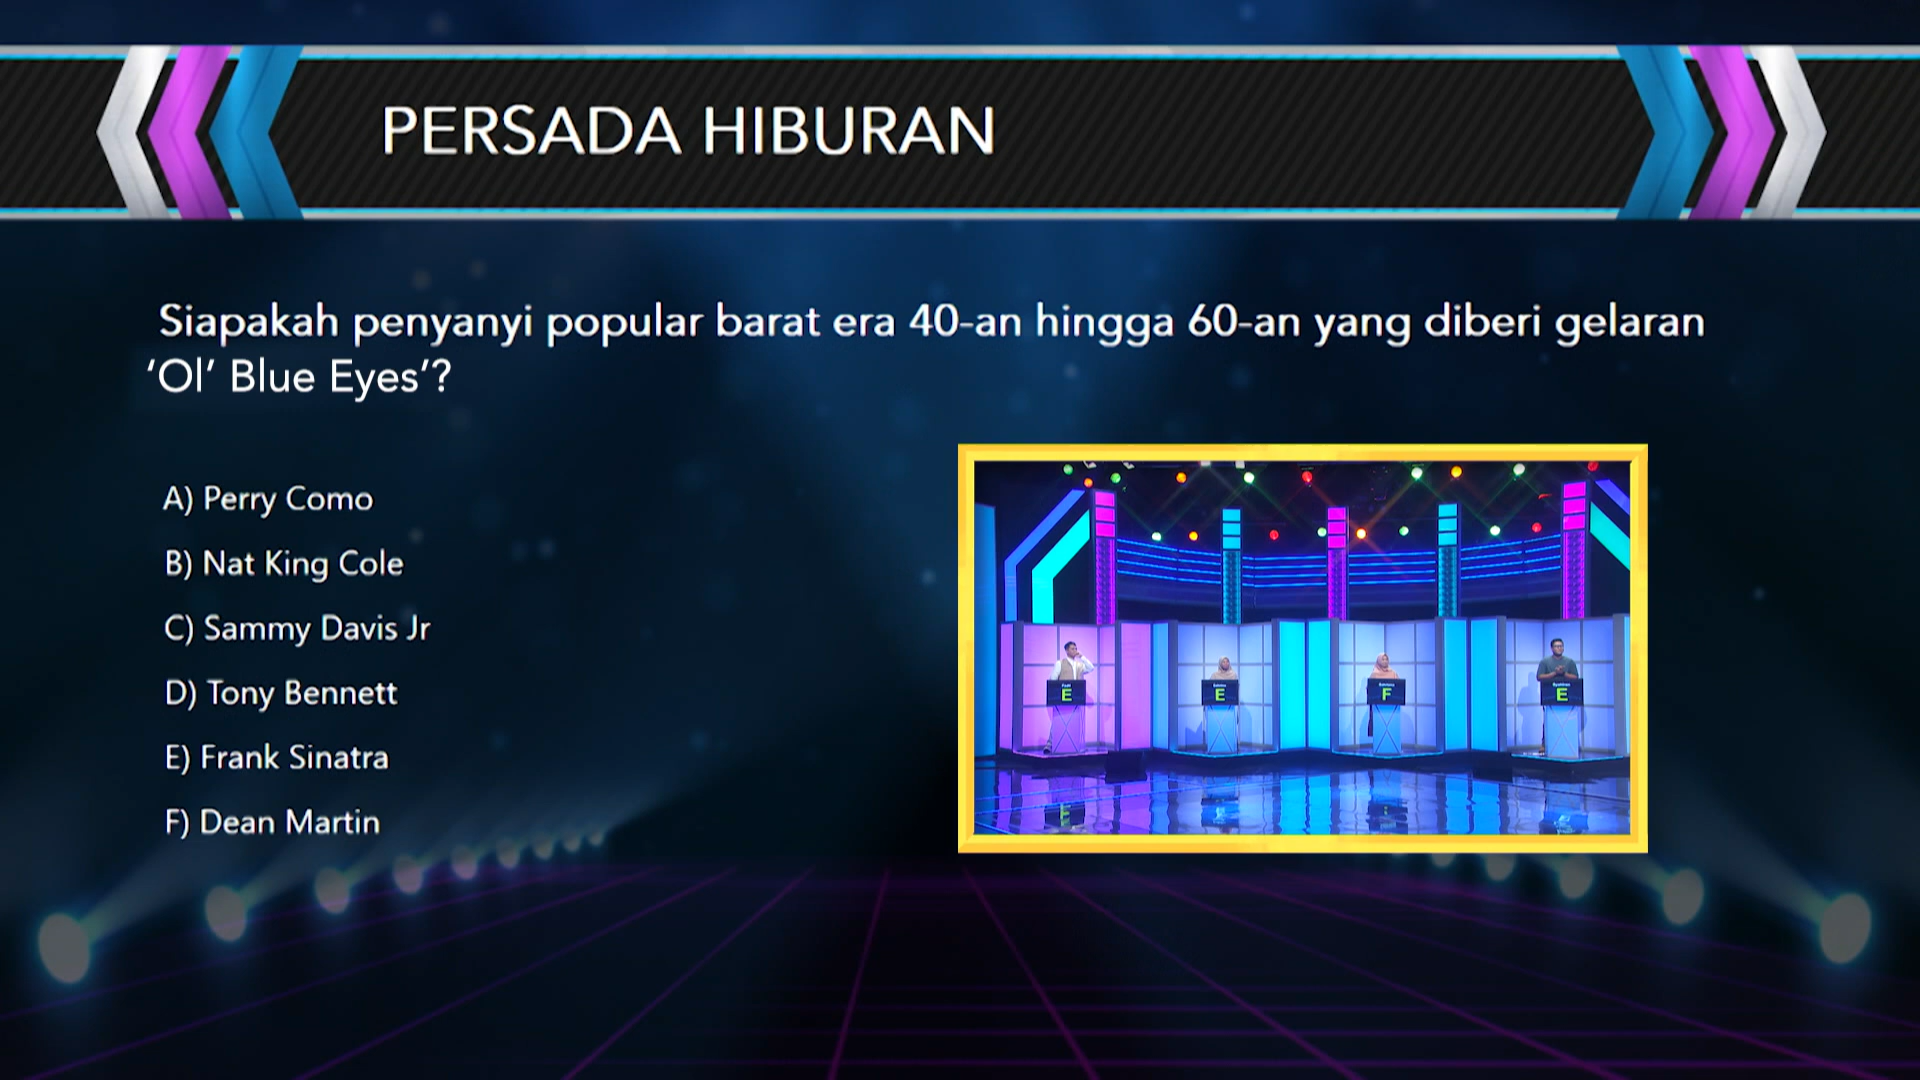 PERSADA HIBURAN
Siapakah penyanyi popular barat era 40-an hingga 60-an yang diberi gelaran
‘Ol’ Blue Eyes’?
A) Perry Como
B) Nat King Cole
C) Sammy Davis Jr
D) Tony Bennett
E) Frank Sinatra
F) Dean Martin
E
E
F
E